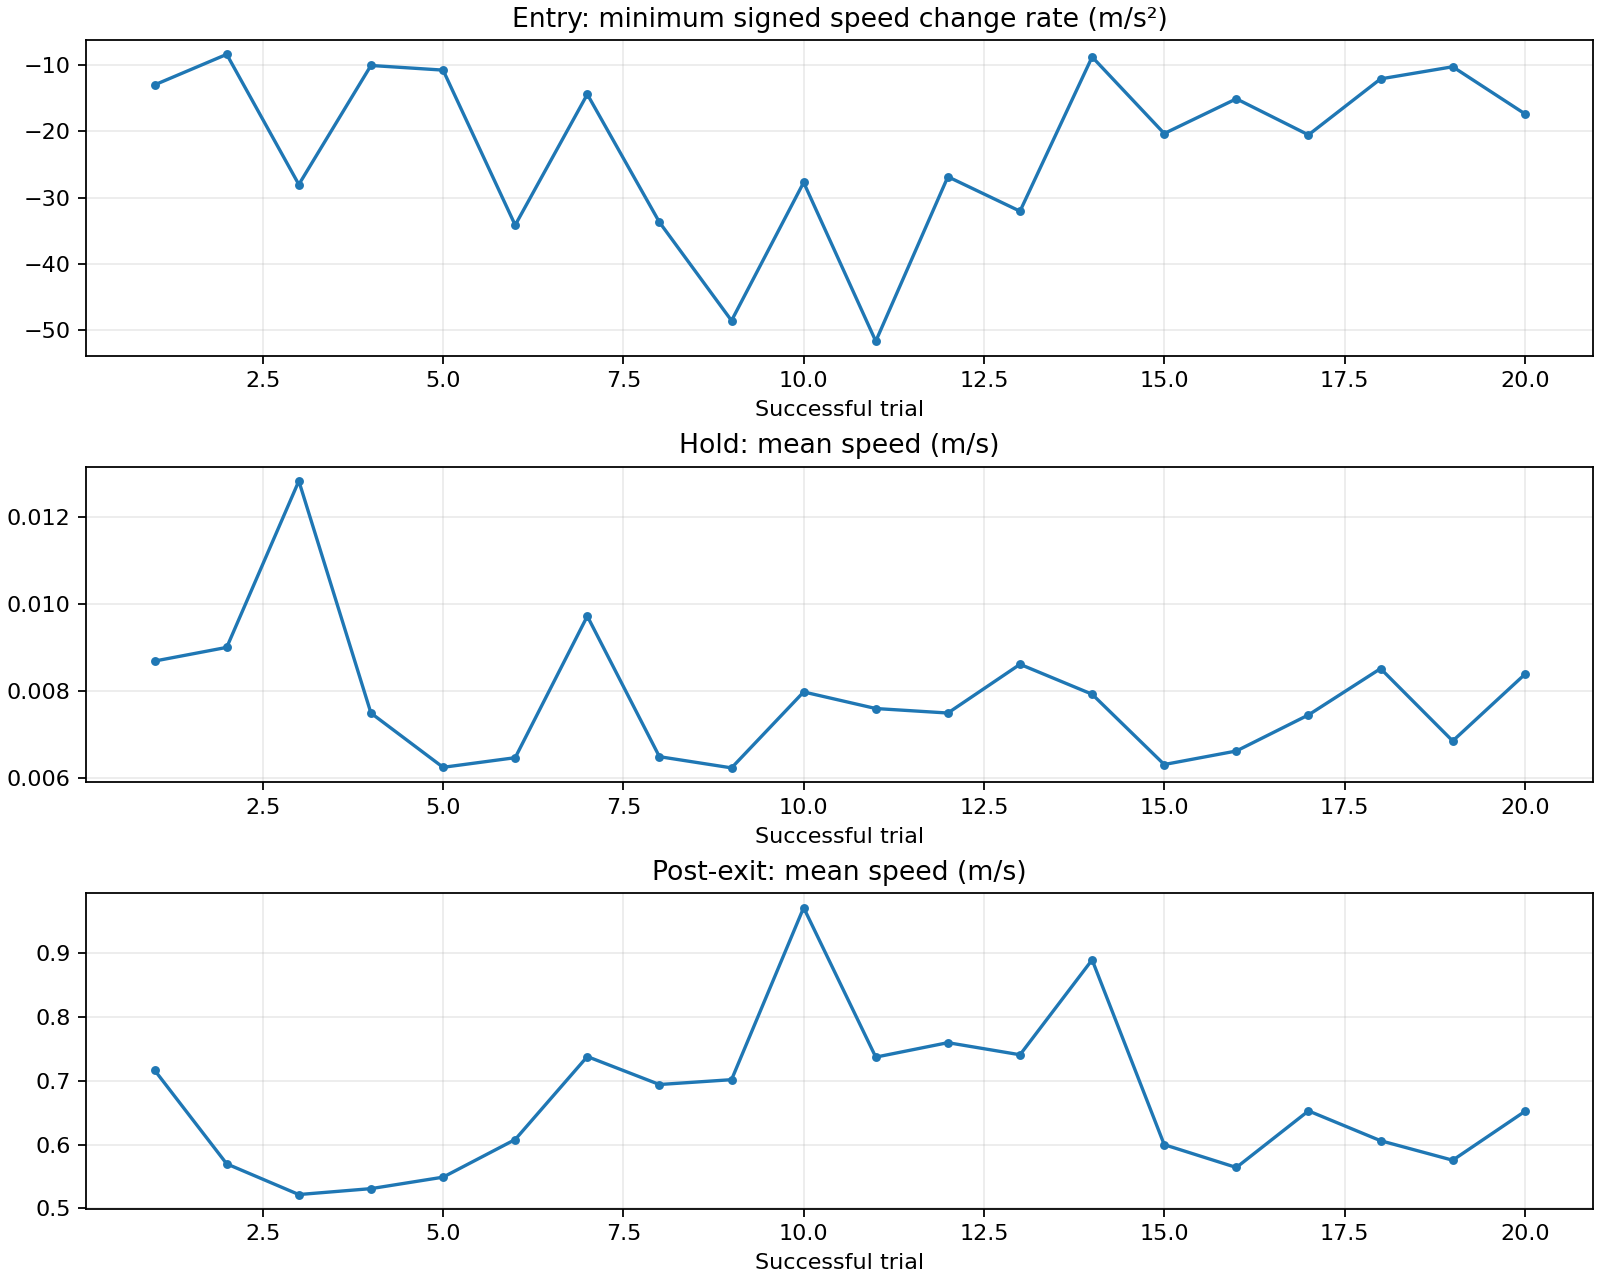 Entry: minimum signed speed change rate (m/s²)
−10
−20
−30
−40
−50
2.5 5.0 7.5 10.0 12.5 15.0 17.5 20.0
Successful trial
Hold: mean speed (m/s)
0.012
0.010
0.008
0.006
2.5 5.0 7.5 10.0 12.5 15.0 17.5 20.0
Successful trial
Post-exit: mean speed (m/s)
0.9
0.8
0.7
0.6
0.5
2.5 5.0 7.5 10.0 12.5 15.0 17.5 20.0
Successful trial